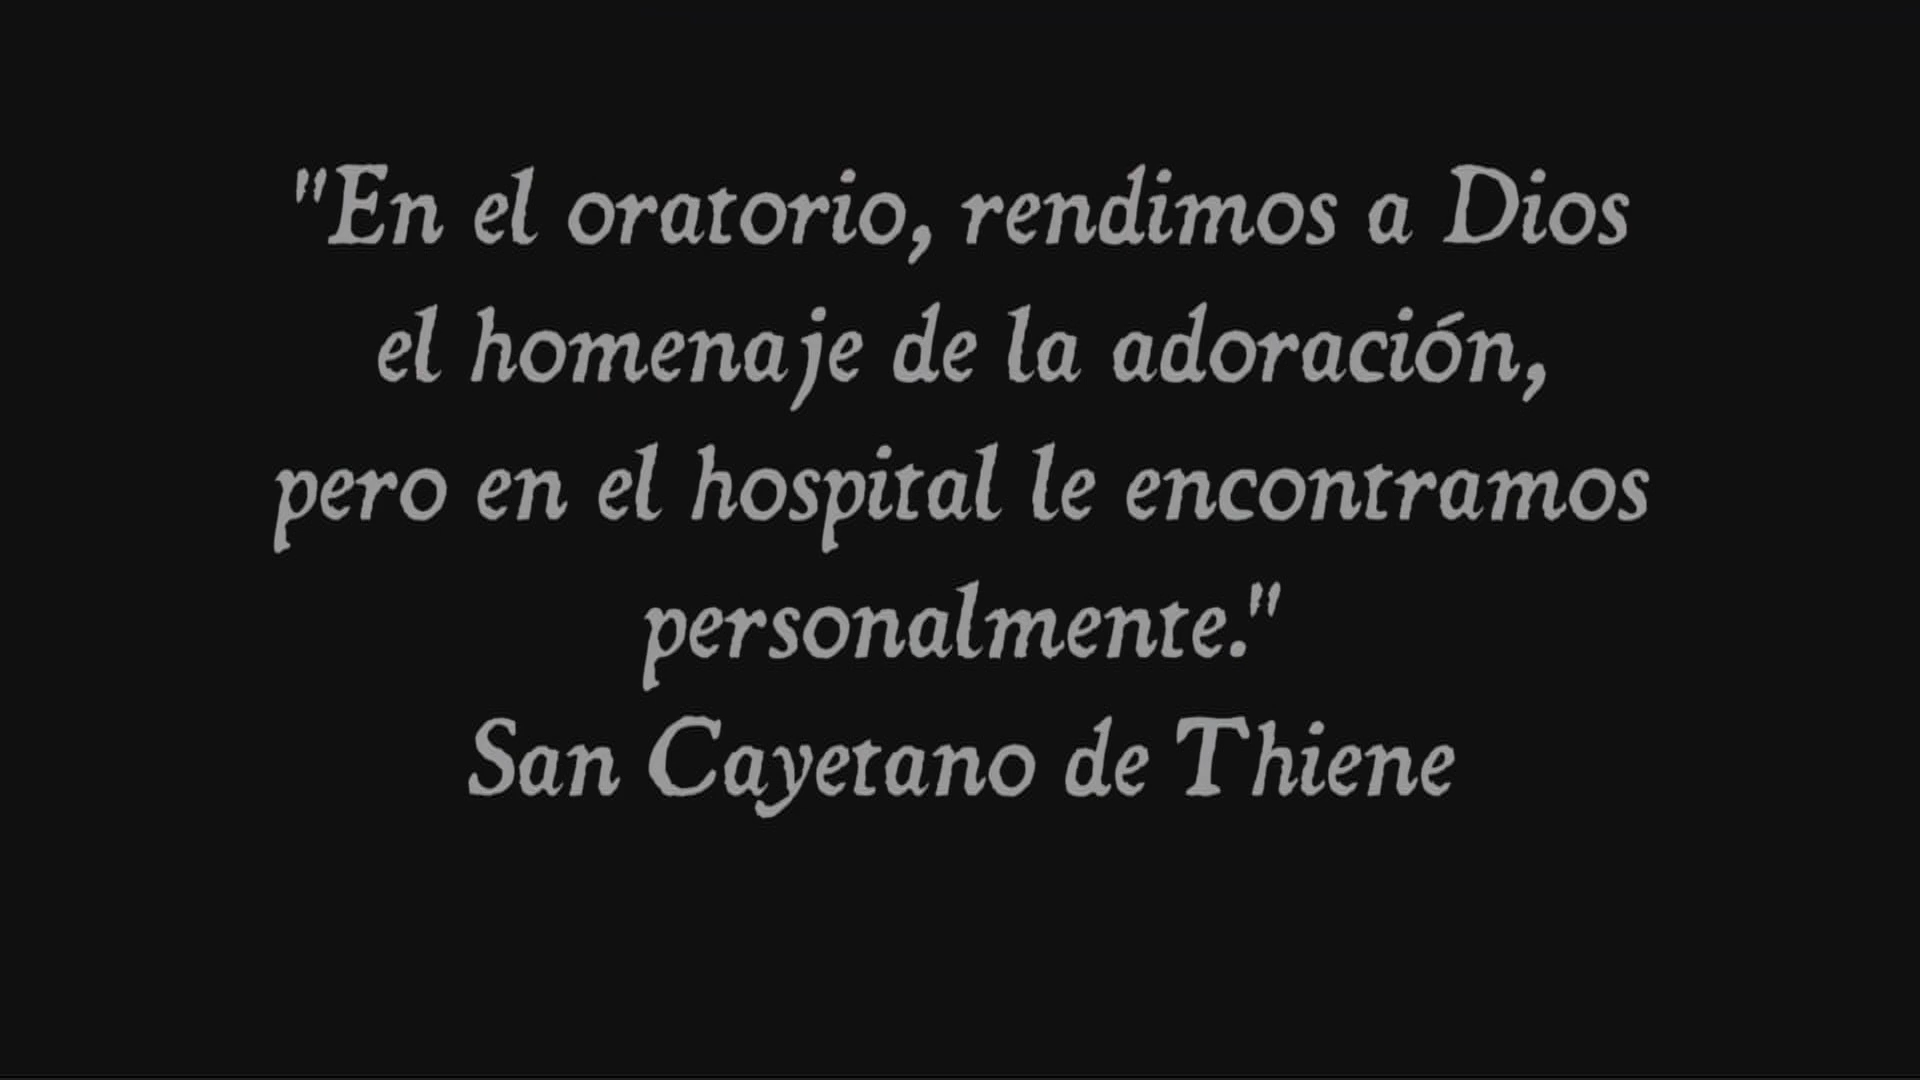 "En el oratorio, rendimos a Dios
el homenaje de la adoración,
pero en el hospital le encontramos
personalmente."
San Cayetano de Thiene